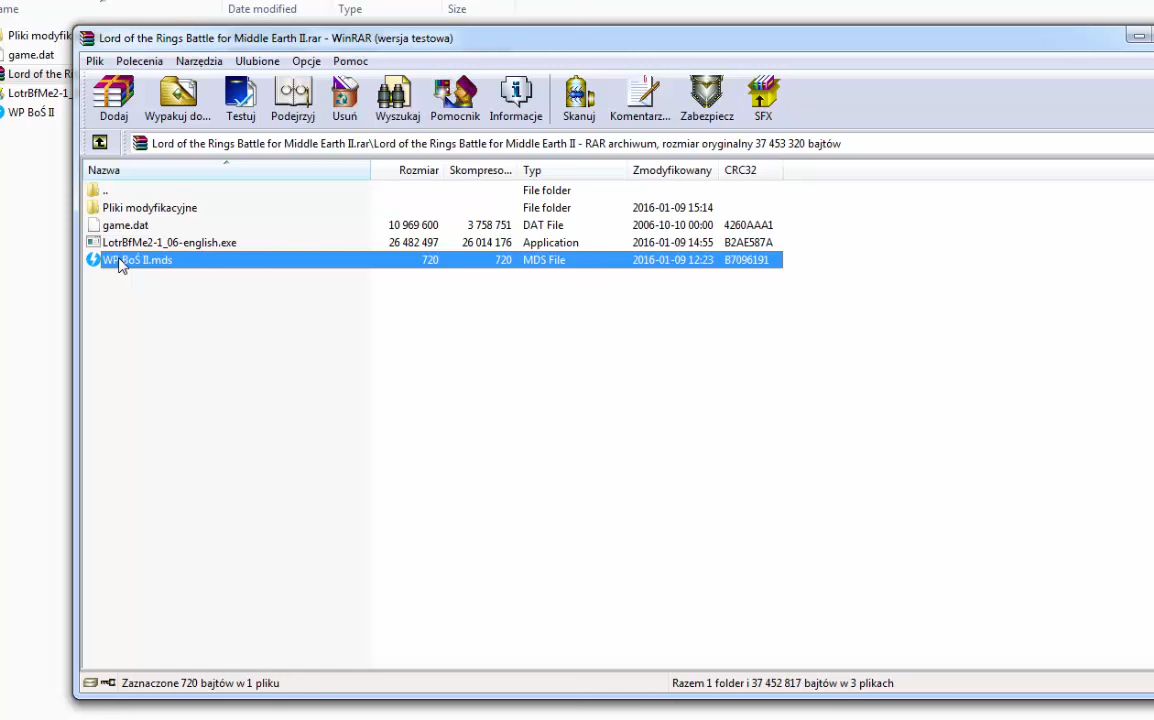 ame Date modified Type Size
Pliki modyfik
game.dat
Lord of the Ri
LotrBfMe2-1_
WP BoŚ II
Lord of the Rings Battle for Middle Earth II.rar - WinRAR (wersja testowa)
Plik Polecenia Narzędzia Ulubione Opcje Pomoc
Dodaj Wypakuj do... Testuj Podejrzyj Usuń Wyszukaj Pomocnik Informacje Skanuj Komentarz... Zabezpiecz SFX
Lord of the Rings Battle for Middle Earth II.rar\Lord of the Rings Battle for Middle Earth II - RAR archiwum, rozmiar oryginalny 37 453 320 bajtów
Nazwa Rozmiar Skompreso... Typ Zmodyfikowany CRC32
.. File folder
Pliki modyfikacyjne File folder 2016-01-09 15:14
game.dat 10 969 600 3 758 751 DAT File 2006-10-10 00:00 4260AAA1
LotrBfMe2-1_06-english.exe 26 482 497 26 014 176 Application 2016-01-09 14:55 B2AE587A
WP BoŚ II.mds 720 720 MDS File 2016-01-09 12:23 B7096191
Zaznaczone 720 bajtów w 1 pliku Razem 1 folder i 37 452 817 bajtów w 3 plikach